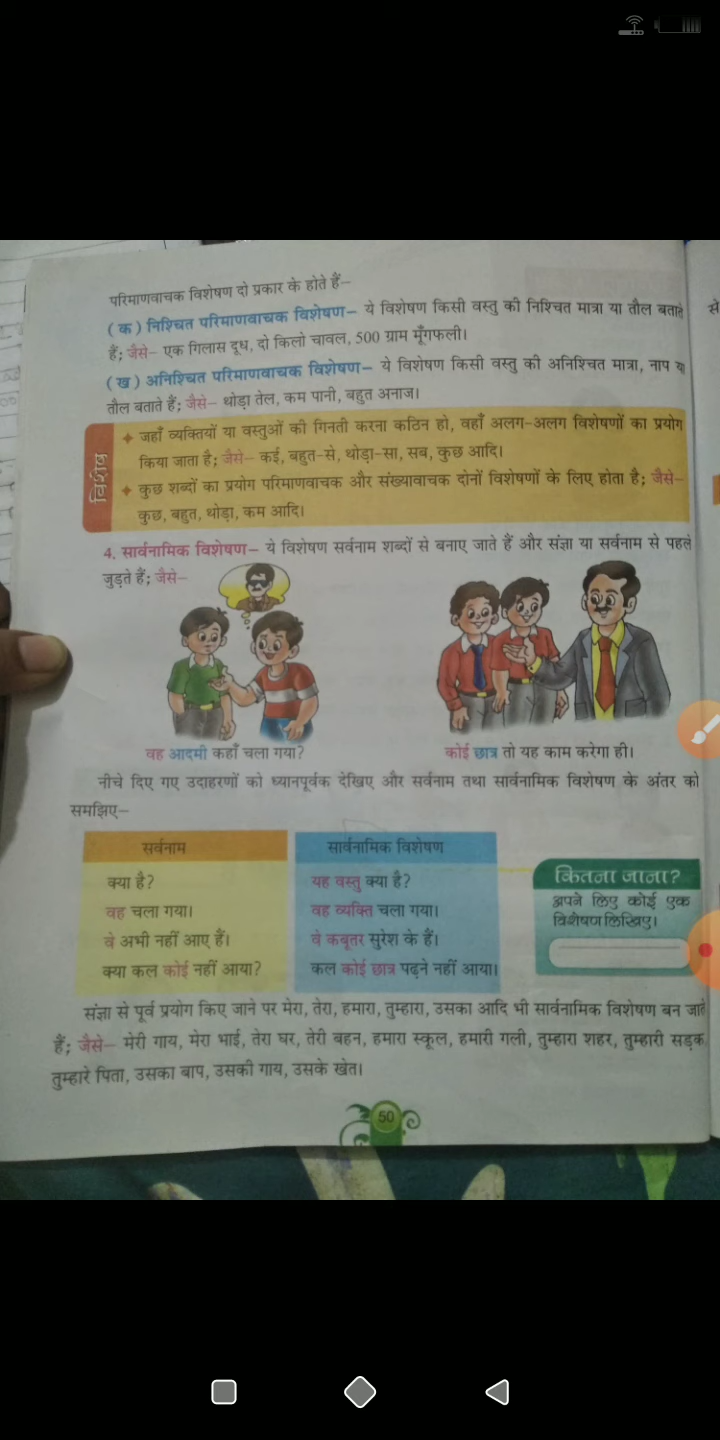 परिमाणवाचक विशेषण दो प्रकार के होते हैं–
(क) निश्चित परिमाणवाचक विशेषण– ये विशेषण किसी वस्तु की निश्चित मात्रा या तौल बताते
हैं; जैसे– एक गिलास दूध, दो किलो चावल, 500 ग्राम मूँगफली।
(ख) अनिश्चित परिमाणवाचक विशेषण– ये विशेषण किसी वस्तु की अनिश्चित मात्रा, नाप या
तौल बताते हैं; जैसे– थोड़ा तेल, कम पानी, बहुत अनाज।
विशेष
जहाँ व्यक्तियों या वस्तुओं की गिनती करना कठिन हो, वहाँ अलग-अलग विशेषणों का प्रयोग
किया जाता है; जैसे– कई, बहुत-से, थोड़ा-सा, सब, कुछ आदि।
कुछ शब्दों का प्रयोग परिमाणवाचक और संख्यावाचक दोनों विशेषणों के लिए होता है; जैसे–
कुछ, बहुत, थोड़ा, कम आदि।
4. सार्वनामिक विशेषण– ये विशेषण सर्वनाम शब्दों से बनाए जाते हैं और संज्ञा या सर्वनाम से पहले
जुड़ते हैं; जैसे–
वह आदमी कहाँ चला गया?
कोई छात्र तो यह काम करेगा ही।
नीचे दिए गए उदाहरणों को ध्यानपूर्वक देखिए और सर्वनाम तथा सार्वनामिक विशेषण के अंतर को
समझिए–
सर्वनाम
क्या है?
वह चला गया।
वे अभी नहीं आए हैं।
क्या कल कोई नहीं आया?
सार्वनामिक विशेषण
यह वस्तु क्या है?
वह व्यक्ति चला गया।
वे कबूतर सुरेश के हैं।
कल कोई छात्र पढ़ने नहीं आया।
कितना जाना?
अपने लिए कोई एक
विशेषण लिखिए।
संज्ञा से पूर्व प्रयोग किए जाने पर मेरा, तेरा, हमारा, तुम्हारा, उसका आदि भी सार्वनामिक विशेषण बन जाते
हैं; जैसे– मेरी गाय, मेरा भाई, तेरा घर, तेरी बहन, हमारा स्कूल, हमारी गली, तुम्हारा शहर, तुम्हारी सड़क
तुम्हारे पिता, उसका बाप, उसकी गाय, उसके खेत।
50
से